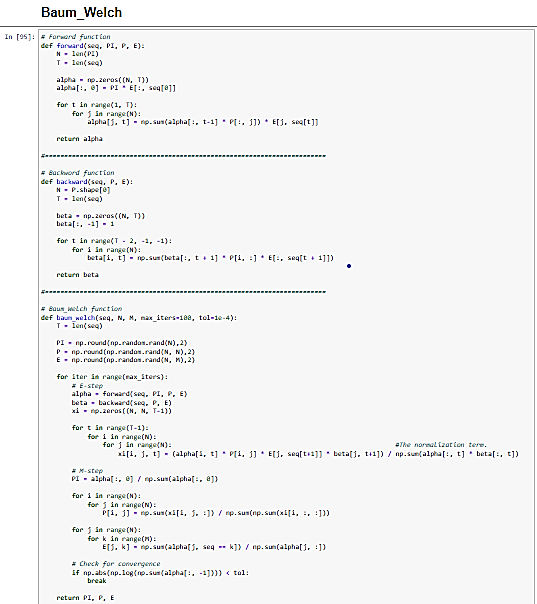 Baum_Welch
In [95]: # Forward function
def forward(seq, PI, P, E):
N = len(PI)
T = len(seq)
alpha = np.zeros((N, T))
alpha[:, 0] = PI * E[:, seq[0]]
for t in range(1, T):
for j in range(N):
alpha[j, t] = np.sum(alpha[:, t-1] * P[:, j]) * E[j, seq[t]]
return alpha
#======================================================================
# Backword function
def backward(seq, P, E):
N = P.shape[0]
T = len(seq)
beta = np.zeros((N, T))
beta[:, -1] = 1
for t in range(T - 2, -1, -1):
for i in range(N):
beta[i, t] = np.sum(beta[:, t + 1] * P[i, :] * E[:, seq[t + 1]])
return beta
#======================================================================
# Baum_Welch function
def baum_welch(seq, N, M, max_iters=100, tol=1e-4):
T = len(seq)
PI = np.round(np.random.rand(N),2)
P = np.round(np.random.rand(N, N),2)
E = np.round(np.random.rand(N, M),2)
for iter in range(max_iters):
# E-step
alpha = forward(seq, PI, P, E)
beta = backward(seq, P, E)
xi = np.zeros((N, N, T-1))
for t in range(T-1):
for i in range(N):
for j in range(N): #The normalization term.
xi[i, j, t] = (alpha[i, t] * P[i, j] * E[j, seq[t+1]] * beta[j, t+1]) / np.sum(alpha[:, t] * beta[:, t])
# M-step
PI = alpha[:, 0] / np.sum(alpha[:, 0])
for i in range(N):
for j in range(N):
P[i, j] = np.sum(xi[i, j, :]) / np.sum(np.sum(xi[i, :, :]))
for j in range(N):
for k in range(M):
E[j, k] = np.sum(alpha[j, seq == k]) / np.sum(alpha[j, :])
# Check for convergence
if np.abs(np.log(np.sum(alpha[:, -1]))) < tol:
break
return PI, P, E